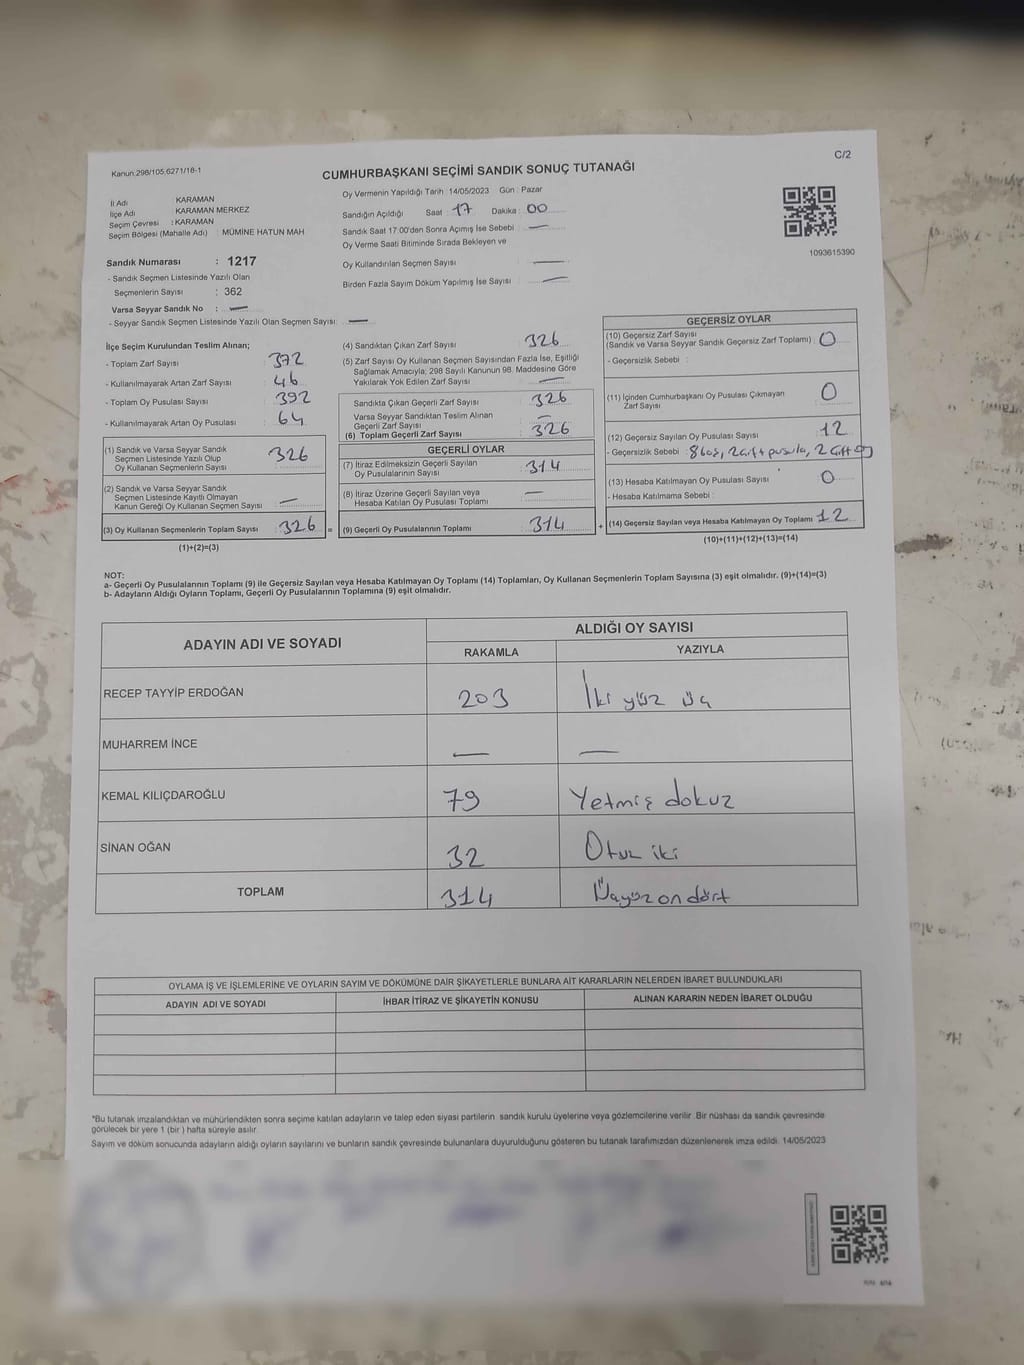 Kanun.298/105,6271/18-1
C/2
CUMHURBAŞKANI SEÇİMİ SANDIK SONUÇ TUTANAĞI
İl Adı : KARAMAN
İlçe Adı : KARAMAN MERKEZ
Seçim Çevresi : KARAMAN
Seçim Bölgesi (Mahalle Adı) : MÜMİNE HATUN MAH
Sandık Numarası : 1217
- Sandık Seçmen Listesinde Yazılı Olan
Seçmenlerin Sayısı : 362
Varsa Seyyar Sandık No : —
- Seyyar Sandık Seçmen Listesinde Yazılı Olan Seçmen Sayısı: —
Oy Vermenin Yapıldığı Tarih : 14/05/2023 Gün : Pazar
Sandığın Açıldığı Saat : 17 Dakika : 00
Sandık Saat 17.00'den Sonra Açımış İse Sebebi : —
Oy Verme Saati Bitiminde Sırada Bekleyen ve
Oy Kullandırılan Seçmen Sayısı : —
Birden Fazla Sayım Döküm Yapılmış İse Sayısı : —
1093615390
İlçe Seçim Kurulundan Teslim Alınan;
- Toplam Zarf Sayısı : 372
- Kullanılmayarak Artan Zarf Sayısı : 46
- Toplam Oy Pusulası Sayısı : 392
- Kullanılmayarak Artan Oy Pusulası : 64
(1) Sandık ve Varsa Seyyar Sandık
Seçmen Listesinde Yazılı Olup
Oy Kullanan Seçmenlerin Sayısı : 326
(2) Sandık ve Varsa Seyyar Sandık
Seçmen Listesinde Kayıtlı Olmayan
Kanun Gereği Oy Kullanan Seçmen Sayısı : —
(3) Oy Kullanan Seçmenlerin Toplam Sayısı : 326 =
(1)+(2)=(3)
(4) Sandıktan Çıkan Zarf Sayısı : 326
(5) Zarf Sayısı Oy Kullanan Seçmen Sayısından Fazla İse, Eşitliği
Sağlamak Amacıyla; 298 Sayılı Kanunun 98. Maddesine Göre
Yakılarak Yok Edilen Zarf Sayısı : —
Sandıkta Çıkan Geçerli Zarf Sayısı : 326
Varsa Seyyar Sandıktan Teslim Alınan
Geçerli Zarf Sayısı : —
(6) Toplam Geçerli Zarf Sayısı : 326
GEÇERLİ OYLAR
(7) İtiraz Edilmeksizin Geçerli Sayılan
Oy Pusulalarının Sayısı : 314
(8) İtiraz Üzerine Geçerli Sayılan veya
Hesaba Katılan Oy Pusulası Toplamı : —
(9) Geçerli Oy Pusulalarının Toplamı : 314 +
GEÇERSİZ OYLAR
(10) Geçersiz Zarf Sayısı
(Sandık ve Varsa Seyyar Sandık Geçersiz Zarf Toplamı) : 0
- Geçersizlik Sebebi :
(11) İçinden Cumhurbaşkanı Oy Pusulası Çıkmayan
Zarf Sayısı : 0
(12) Geçersiz Sayılan Oy Pusulası Sayısı : 12
- Geçersizlik Sebebi : 8 boş, 2 çift pusula, 2 çift oy
(13) Hesaba Katılmayan Oy Pusulası Sayısı : 0
- Hesaba Katılmama Sebebi :
(14) Geçersiz Sayılan veya Hesaba Katılmayan Oy Toplamı : 12
(10)+(11)+(12)+(13)=(14)
NOT:
a- Geçerli Oy Pusulalarının Toplamı (9) ile Geçersiz Sayılan veya Hesaba Katılmayan Oy Toplamı (14) Toplamları, Oy Kullanan Seçmenlerin Toplam Sayısına (3) eşit olmalıdır. (9)+(14)=(3)
b- Adayların Aldığı Oyların Toplamı, Geçerli Oy Pusulalarının Toplamına (9) eşit olmalıdır.
ADAYIN ADI VE SOYADI ALDIĞI OY SAYISI
RAKAMLA YAZIYLA
RECEP TAYYİP ERDOĞAN 203 İki yüz üç
MUHARREM İNCE — —
KEMAL KILIÇDAROĞLU 79 Yetmiş dokuz
SİNAN OĞAN 32 Otuz iki
TOPLAM 314 Üçyüz on dört
OYLAMA İŞ VE İŞLEMLERİNE VE OYLARIN SAYIM VE DÖKÜMÜNE DAİR ŞİKAYETLERLE BUNLARA AİT KARARLARIN NELERDEN İBARET BULUNDUKLARI
ADAYIN ADI VE SOYADI İHBAR İTİRAZ VE ŞİKAYETİN KONUSU ALINAN KARARIN NEDEN İBARET OLDUĞU
*Bu tutanak imzalandıktan ve mühürlendikten sonra seçime katılan adayların ve talep eden siyasi partilerin sandık kurulu üyelerine veya gözlemcilerine verilir. Bir nüshası da sandık çevresinde
görülecek bir yere 1 (bir) hafta süreyle asılır.
Sayım ve döküm sonucunda adayların aldığı oyların sayılarını ve bunların sandık çevresinde bulunanlara duyurulduğunu gösteren bu tutanak tarafımızdan düzenlenerek imza edildi. 14/05/2023